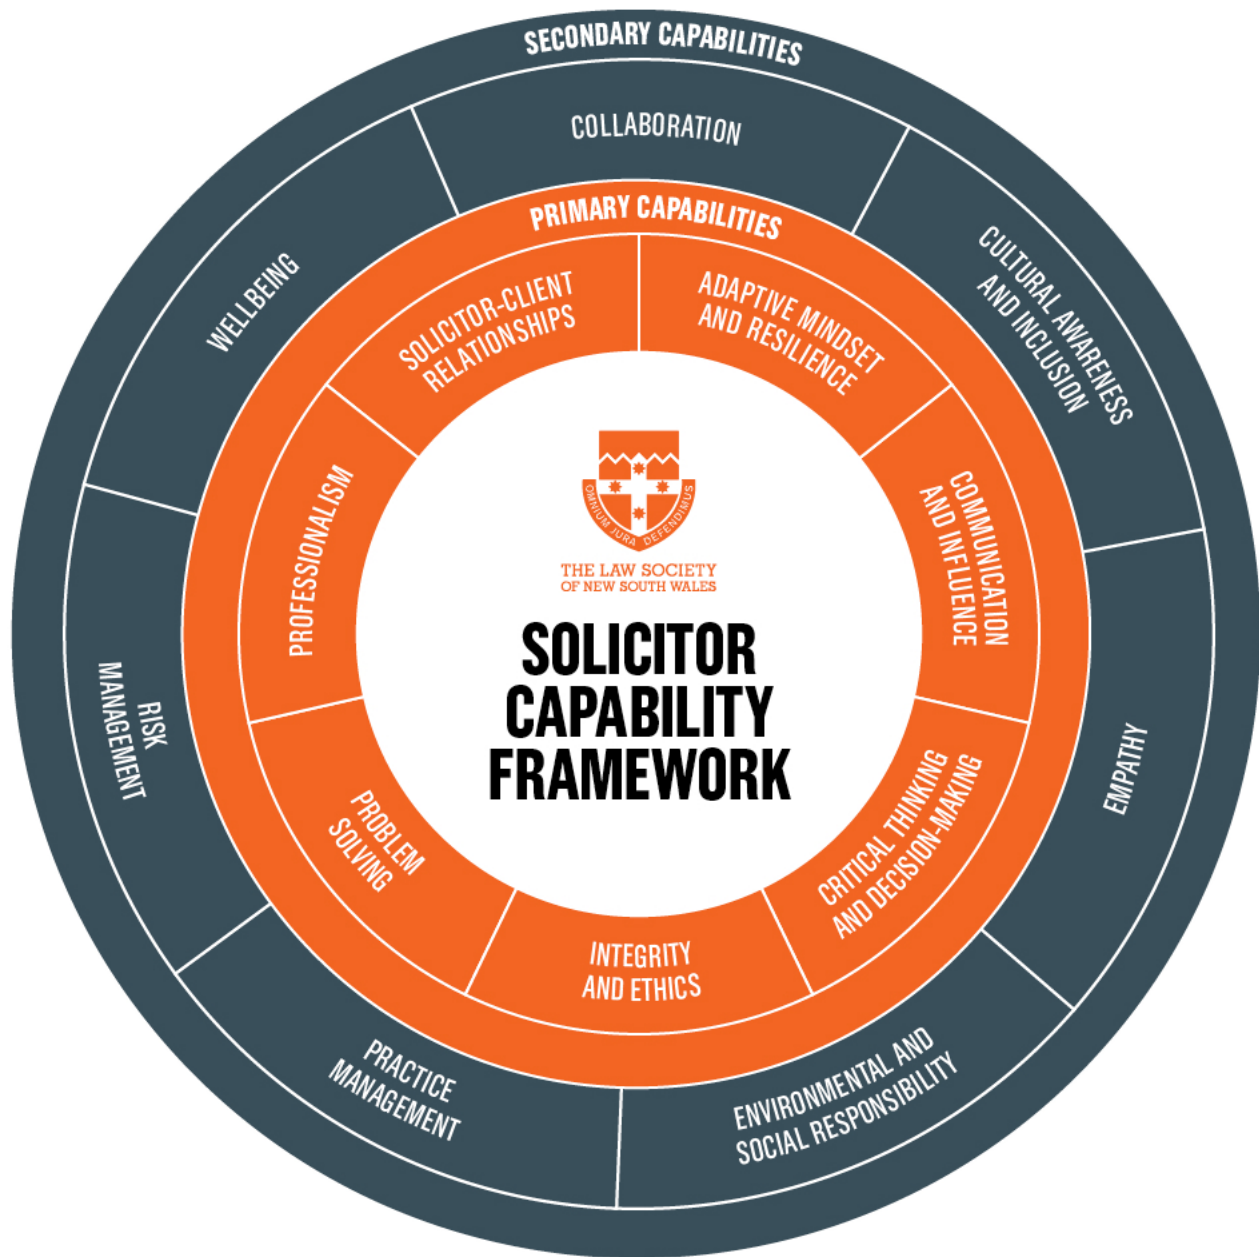 SECONDARY CAPABILITIES
COLLABORATION
CULTURAL AWARENESS
AND INCLUSION
EMPATHY
ENVIRONMENTAL AND
SOCIAL RESPONSIBILITY
PRACTICE
MANAGEMENT
RISK
MANAGEMENT
WELLBEING
PRIMARY CAPABILITIES
ADAPTIVE MINDSET
AND RESILIENCE
COMMUNICATION
AND INFLUENCE
CRITICAL THINKING
AND DECISION-MAKING
INTEGRITY
AND ETHICS
PROBLEM
SOLVING
PROFESSIONALISM
SOLICITOR-CLIENT
RELATIONSHIPS
OMNIUM JURA DEFENDIMUS
THE LAW SOCIETY
OF NEW SOUTH WALES
SOLICITOR
CAPABILITY
FRAMEWORK